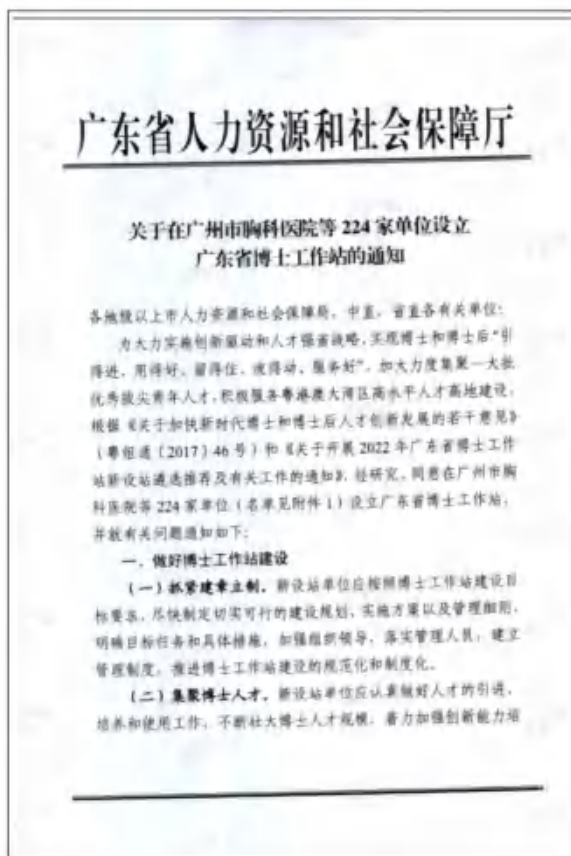 广东省人力资源和社会保障厅
关于在广州市胸科医院等 224 家单位设立
广东省博士工作站的通知
各地级以上市人力资源和社会保障局，中直、省直各有关单位：
为大力实施创新驱动和人才强省战略，实现博士和博士后“引
得进、用得好、留得住、流得动、服务好”，加大力度集聚一大批
优秀拔尖青年人才，积极服务粤港澳大湾区高水平人才高地建设，
根据《关于加快新时代博士和博士后人才创新发展的若干意见》
（粤组通〔2017〕46 号）和《关于开展 2022 年广东省博士工作
站新设站遴选推荐及有关工作的通知》，经研究，同意在广州市胸
科医院等 224 家单位（名单见附件 1）设立广东省博士工作站，
并就有关问题通知如下：
一、做好博士工作站建设
（一）抓紧建章立制。新设站单位应按照博士工作站建设目
标要求，尽快制定切实可行的建设规划、实施方案以及管理细则，
明确目标任务和具体措施，加强组织领导，落实管理人员，建立
管理制度，推进博士工作站建设的规范化和制度化。
（二）集聚博士人才。新设站单位应认真做好人才的引进、
培养和使用工作，不断壮大博士人才规模，着力加强创新能力培